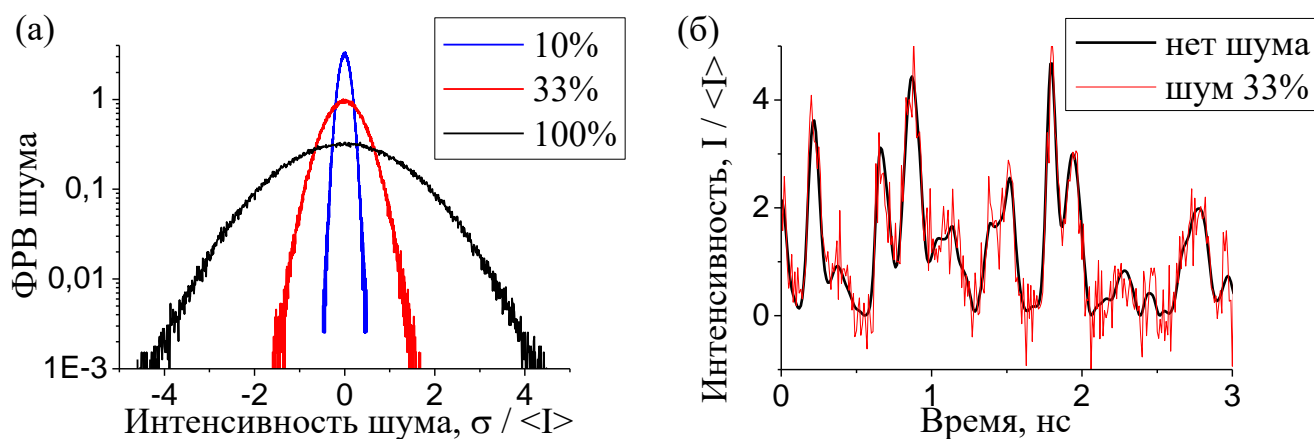 (а)
10%
33%
100%
ФРВ шума
1
0,1
0,01
1E-3
-4
-2
0
2
4
Интенсивность шума, σ / <I>
(б)
нет шума
шум 33%
Интенсивность, I / <I>
4
2
0
0
1
2
3
Время, нс